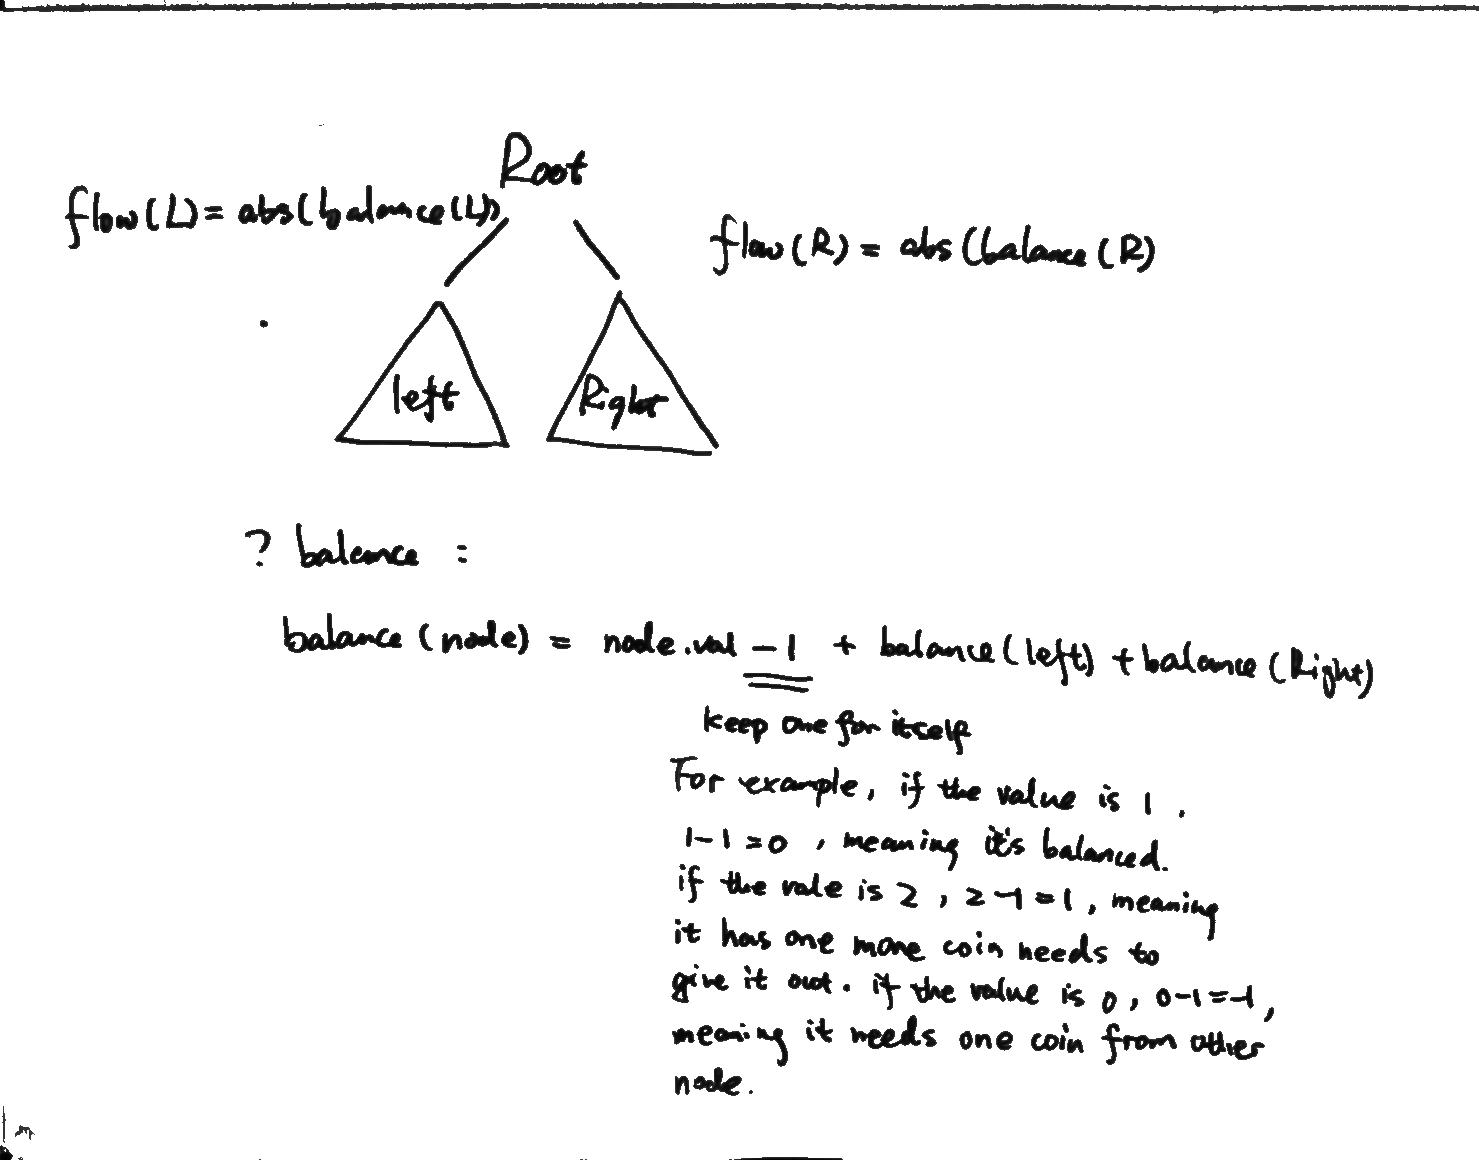 Root
flow(L) = abs(balance(L))
flow(R) = abs(balance(R)
left
Right
? balance :
balance(node) = node.val - 1 + balance(left) + balance(Right)
keep one for itself
For example, if the value is 1,
1-1=0, meaning it's balanced.
if the vale is 2, 2-1=1, meaning
it has one more coin needs to
give it out. if the value is 0, 0-1=-1,
meaning it needs one coin from other
node.